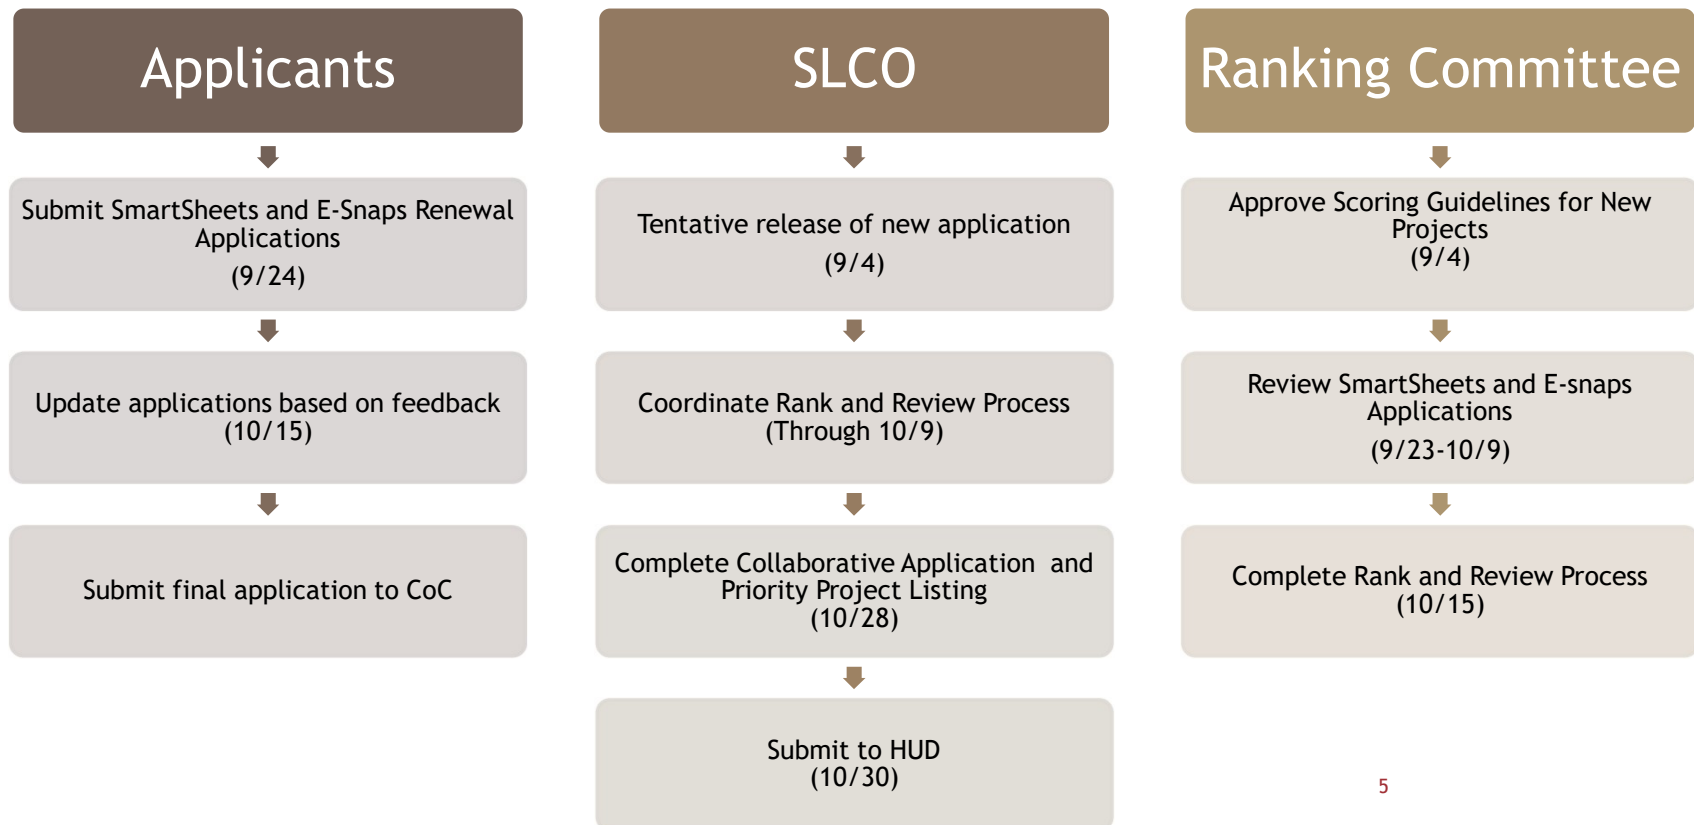 Applicants
Submit SmartSheets and E-Snaps Renewal
Applications
(9/24)
Update applications based on feedback
(10/15)
Submit final application to CoC
SLCO
Tentative release of new application
(9/4)
Coordinate Rank and Review Process
(Through 10/9)
Complete Collaborative Application and
Priority Project Listing
(10/28)
Submit to HUD
(10/30)
Ranking Committee
Approve Scoring Guidelines for New
Projects
(9/4)
Review SmartSheets and E-snaps
Applications
(9/23-10/9)
Complete Rank and Review Process
(10/15)
5